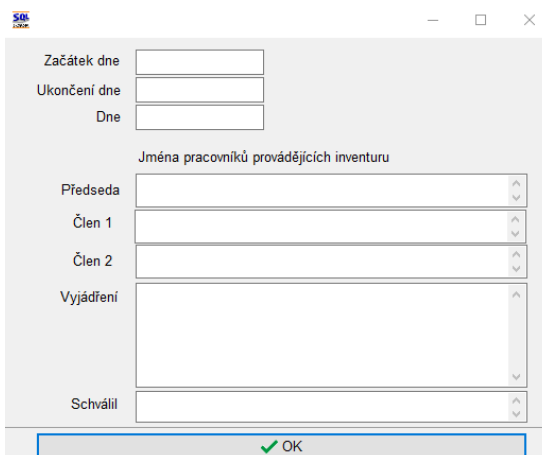 SQL
Začátek dne
Ukončení dne
Dne
Jména pracovníků provádějících inventuru
Předseda
Člen 1
Člen 2
Vyjádření
Schválil
OK